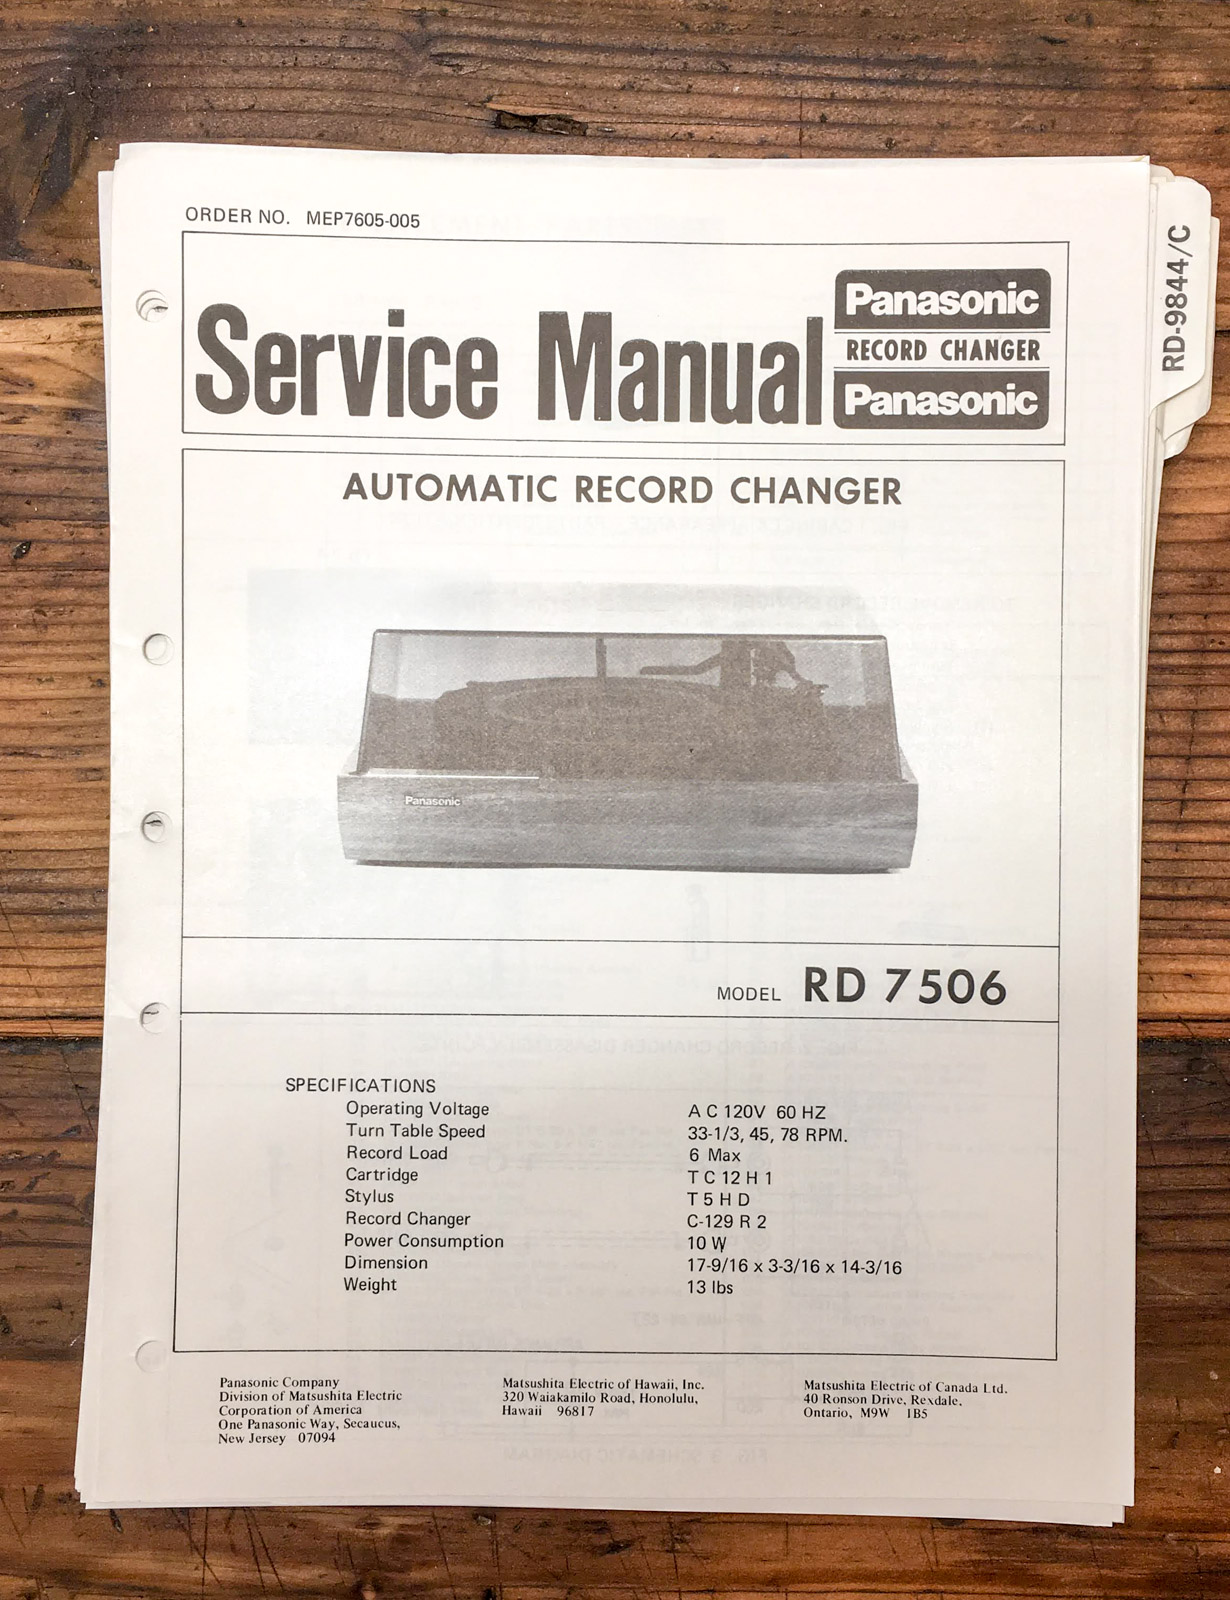 ORDER NO. MEP7605-005
Service Manual
Panasonic
RECORD CHANGER
Panasonic
RD-9844/C
AUTOMATIC RECORD CHANGER
Panasonic
MODEL RD 7506
SPECIFICATIONS
Operating Voltage A C 120V 60 HZ
Turn Table Speed 33-1/3, 45, 78 RPM.
Record Load 6 Max
Cartridge T C 12 H 1
Stylus T 5 H D
Record Changer C-129 R 2
Power Consumption 10 W
Dimension 17-9/16 x 3-3/16 x 14-3/16
Weight 13 lbs
Panasonic Company
Division of Matsushita Electric
Corporation of America
One Panasonic Way, Secaucus,
New Jersey 07094
Matsushita Electric of Hawaii, Inc.
320 Waiakamilo Road, Honolulu,
Hawaii 96817
Matsushita Electric of Canada Ltd.
40 Ronson Drive, Rexdale,
Ontario, M9W 1B5